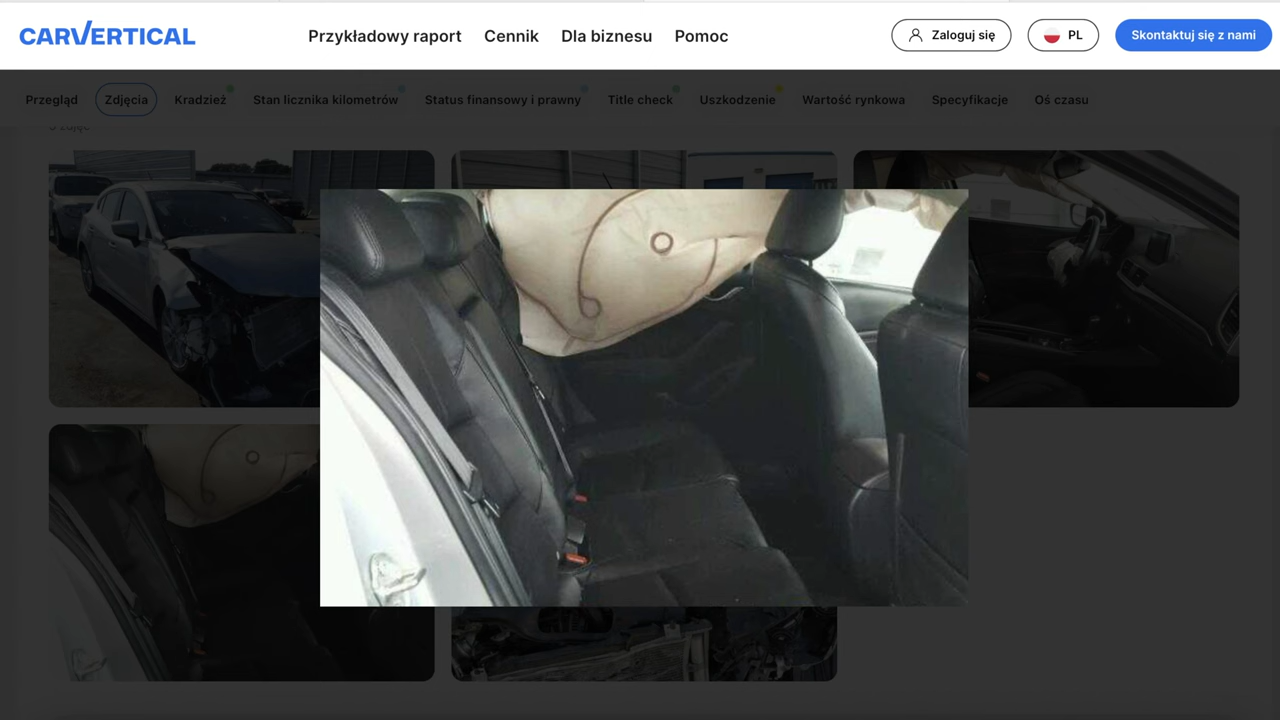 CARVERTICAL
Przykładowy raport
Cennik
Dla biznesu
Pomoc
Zaloguj się
PL
Skontaktuj się z nami
Przegląd
Zdjęcia
Kradzież
Stan licznika kilometrów
Status finansowy i prawny
Title check
Uszkodzenie
Wartość rynkowa
Specyfikacje
Oś czasu